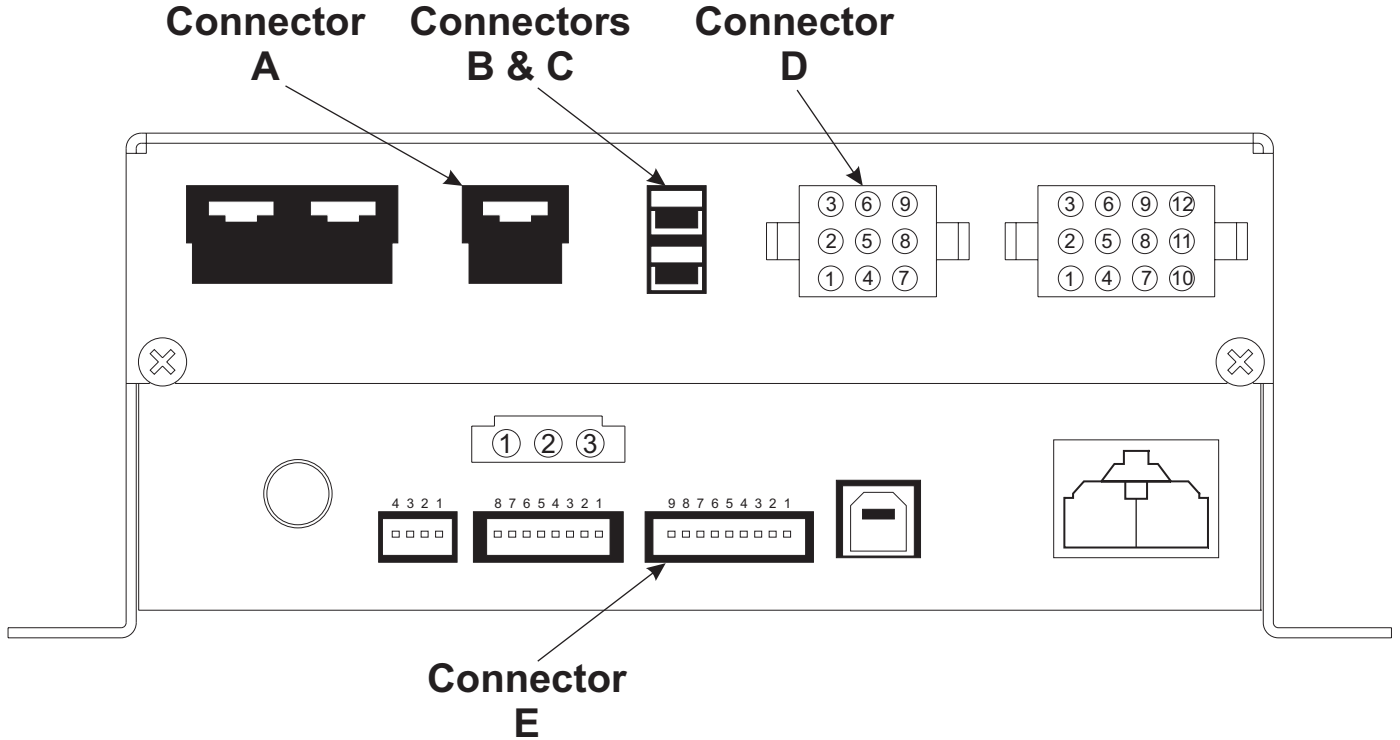 Connector
A
Connectors
B & C
Connector
D
3 6 9
2 5 8
1 4 7
3 6 9 12
2 5 8 11
1 4 7 10
1 2 3
4 3 2 1
8 7 6 5 4 3 2 1
9 8 7 6 5 4 3 2 1
Connector
E